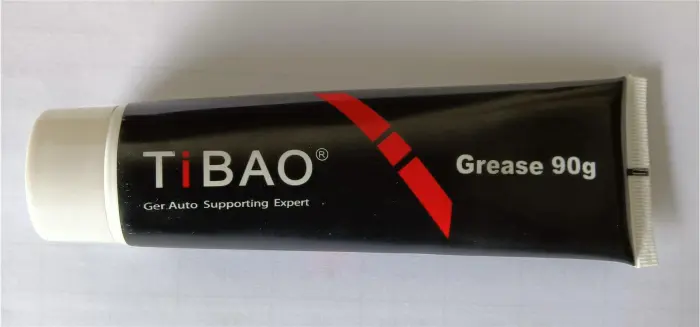 TiBAO®
Ger.Auto Supporting Expert
Grease 90g